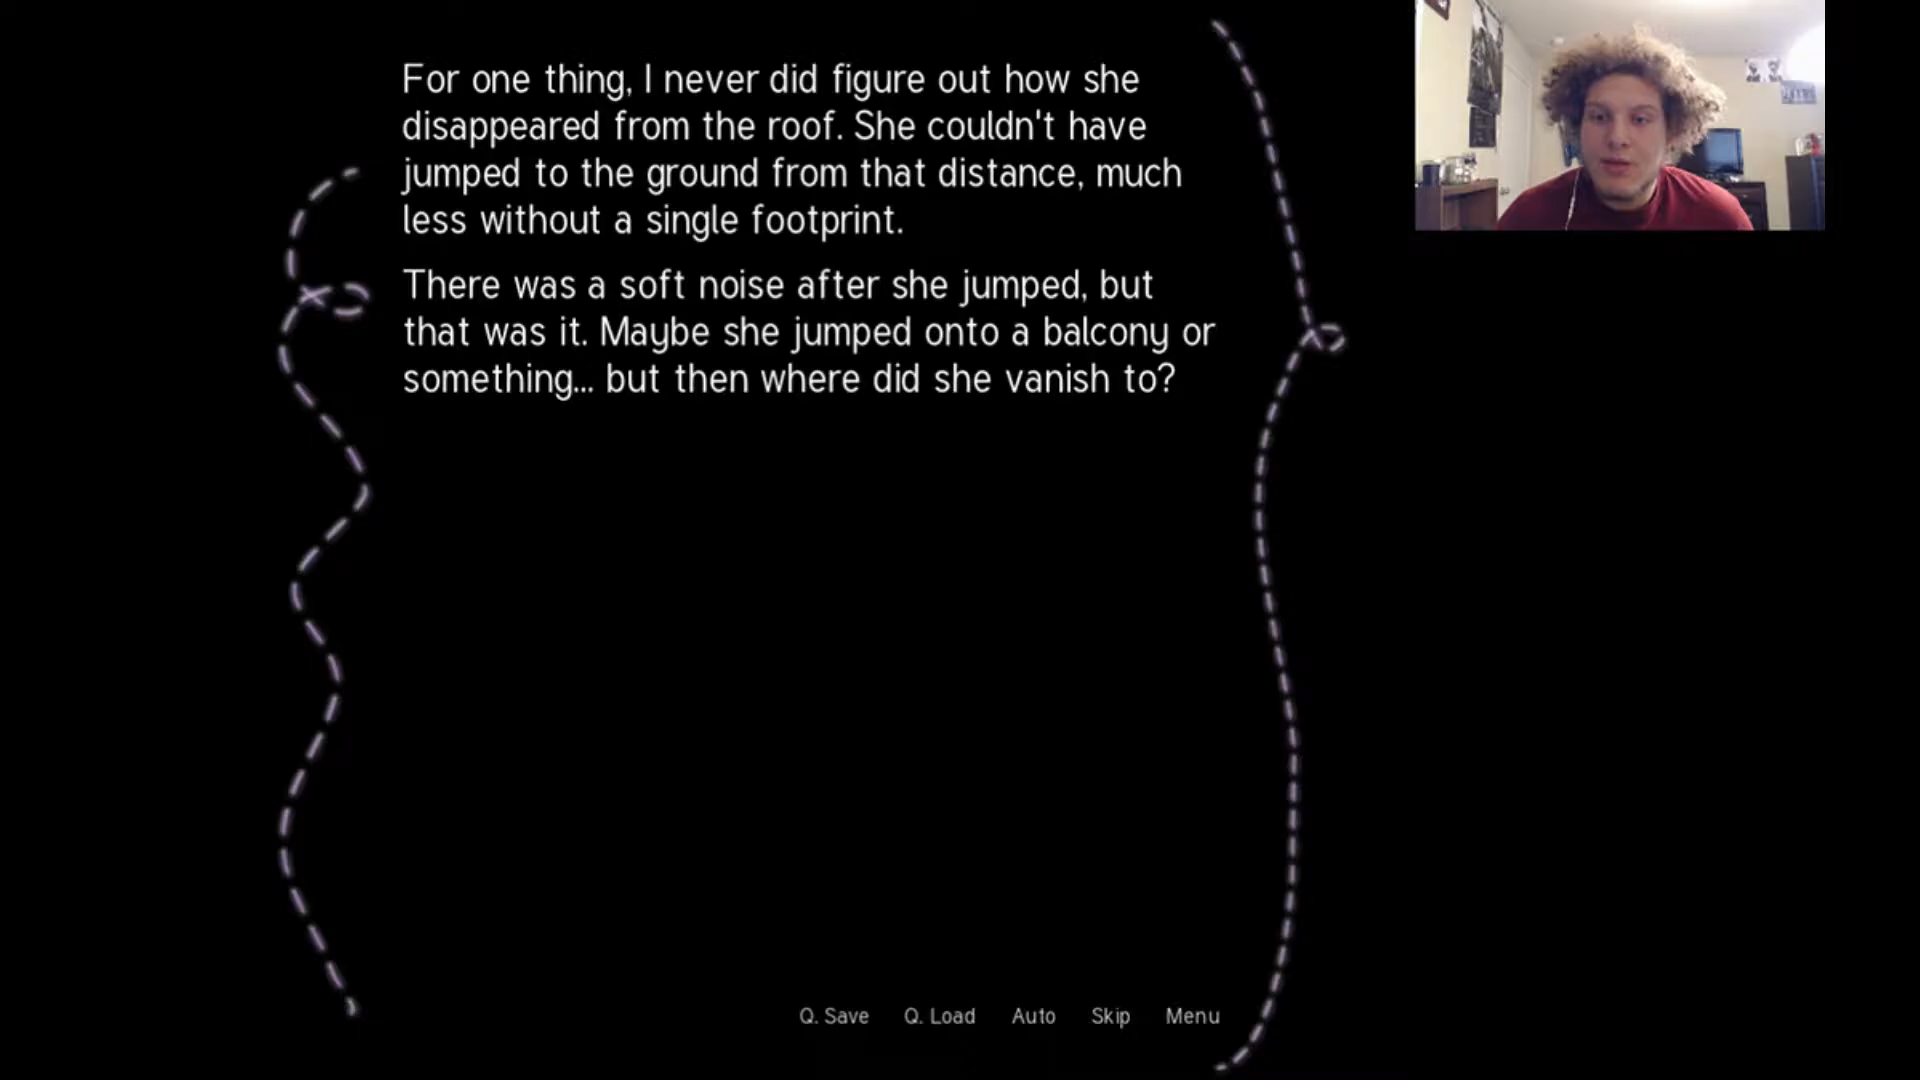 For one thing, I never did figure out how she
disappeared from the roof. She couldn't have
jumped to the ground from that distance, much
less without a single footprint.
There was a soft noise after she jumped, but
that was it. Maybe she jumped onto a balcony or
something... but then where did she vanish to?
Q. Save Q. Load Auto Skip Menu